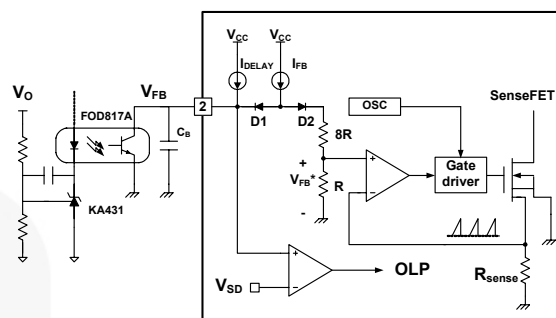 VCC VCC
IDELAY IFB
VO
VFB
2
FOD817A
CB
D1 D2
8R
OSC
SenseFET
+
VFB*
-
R
+
-
Gate
driver
KA431
+
-
VSD
OLP
Rsense